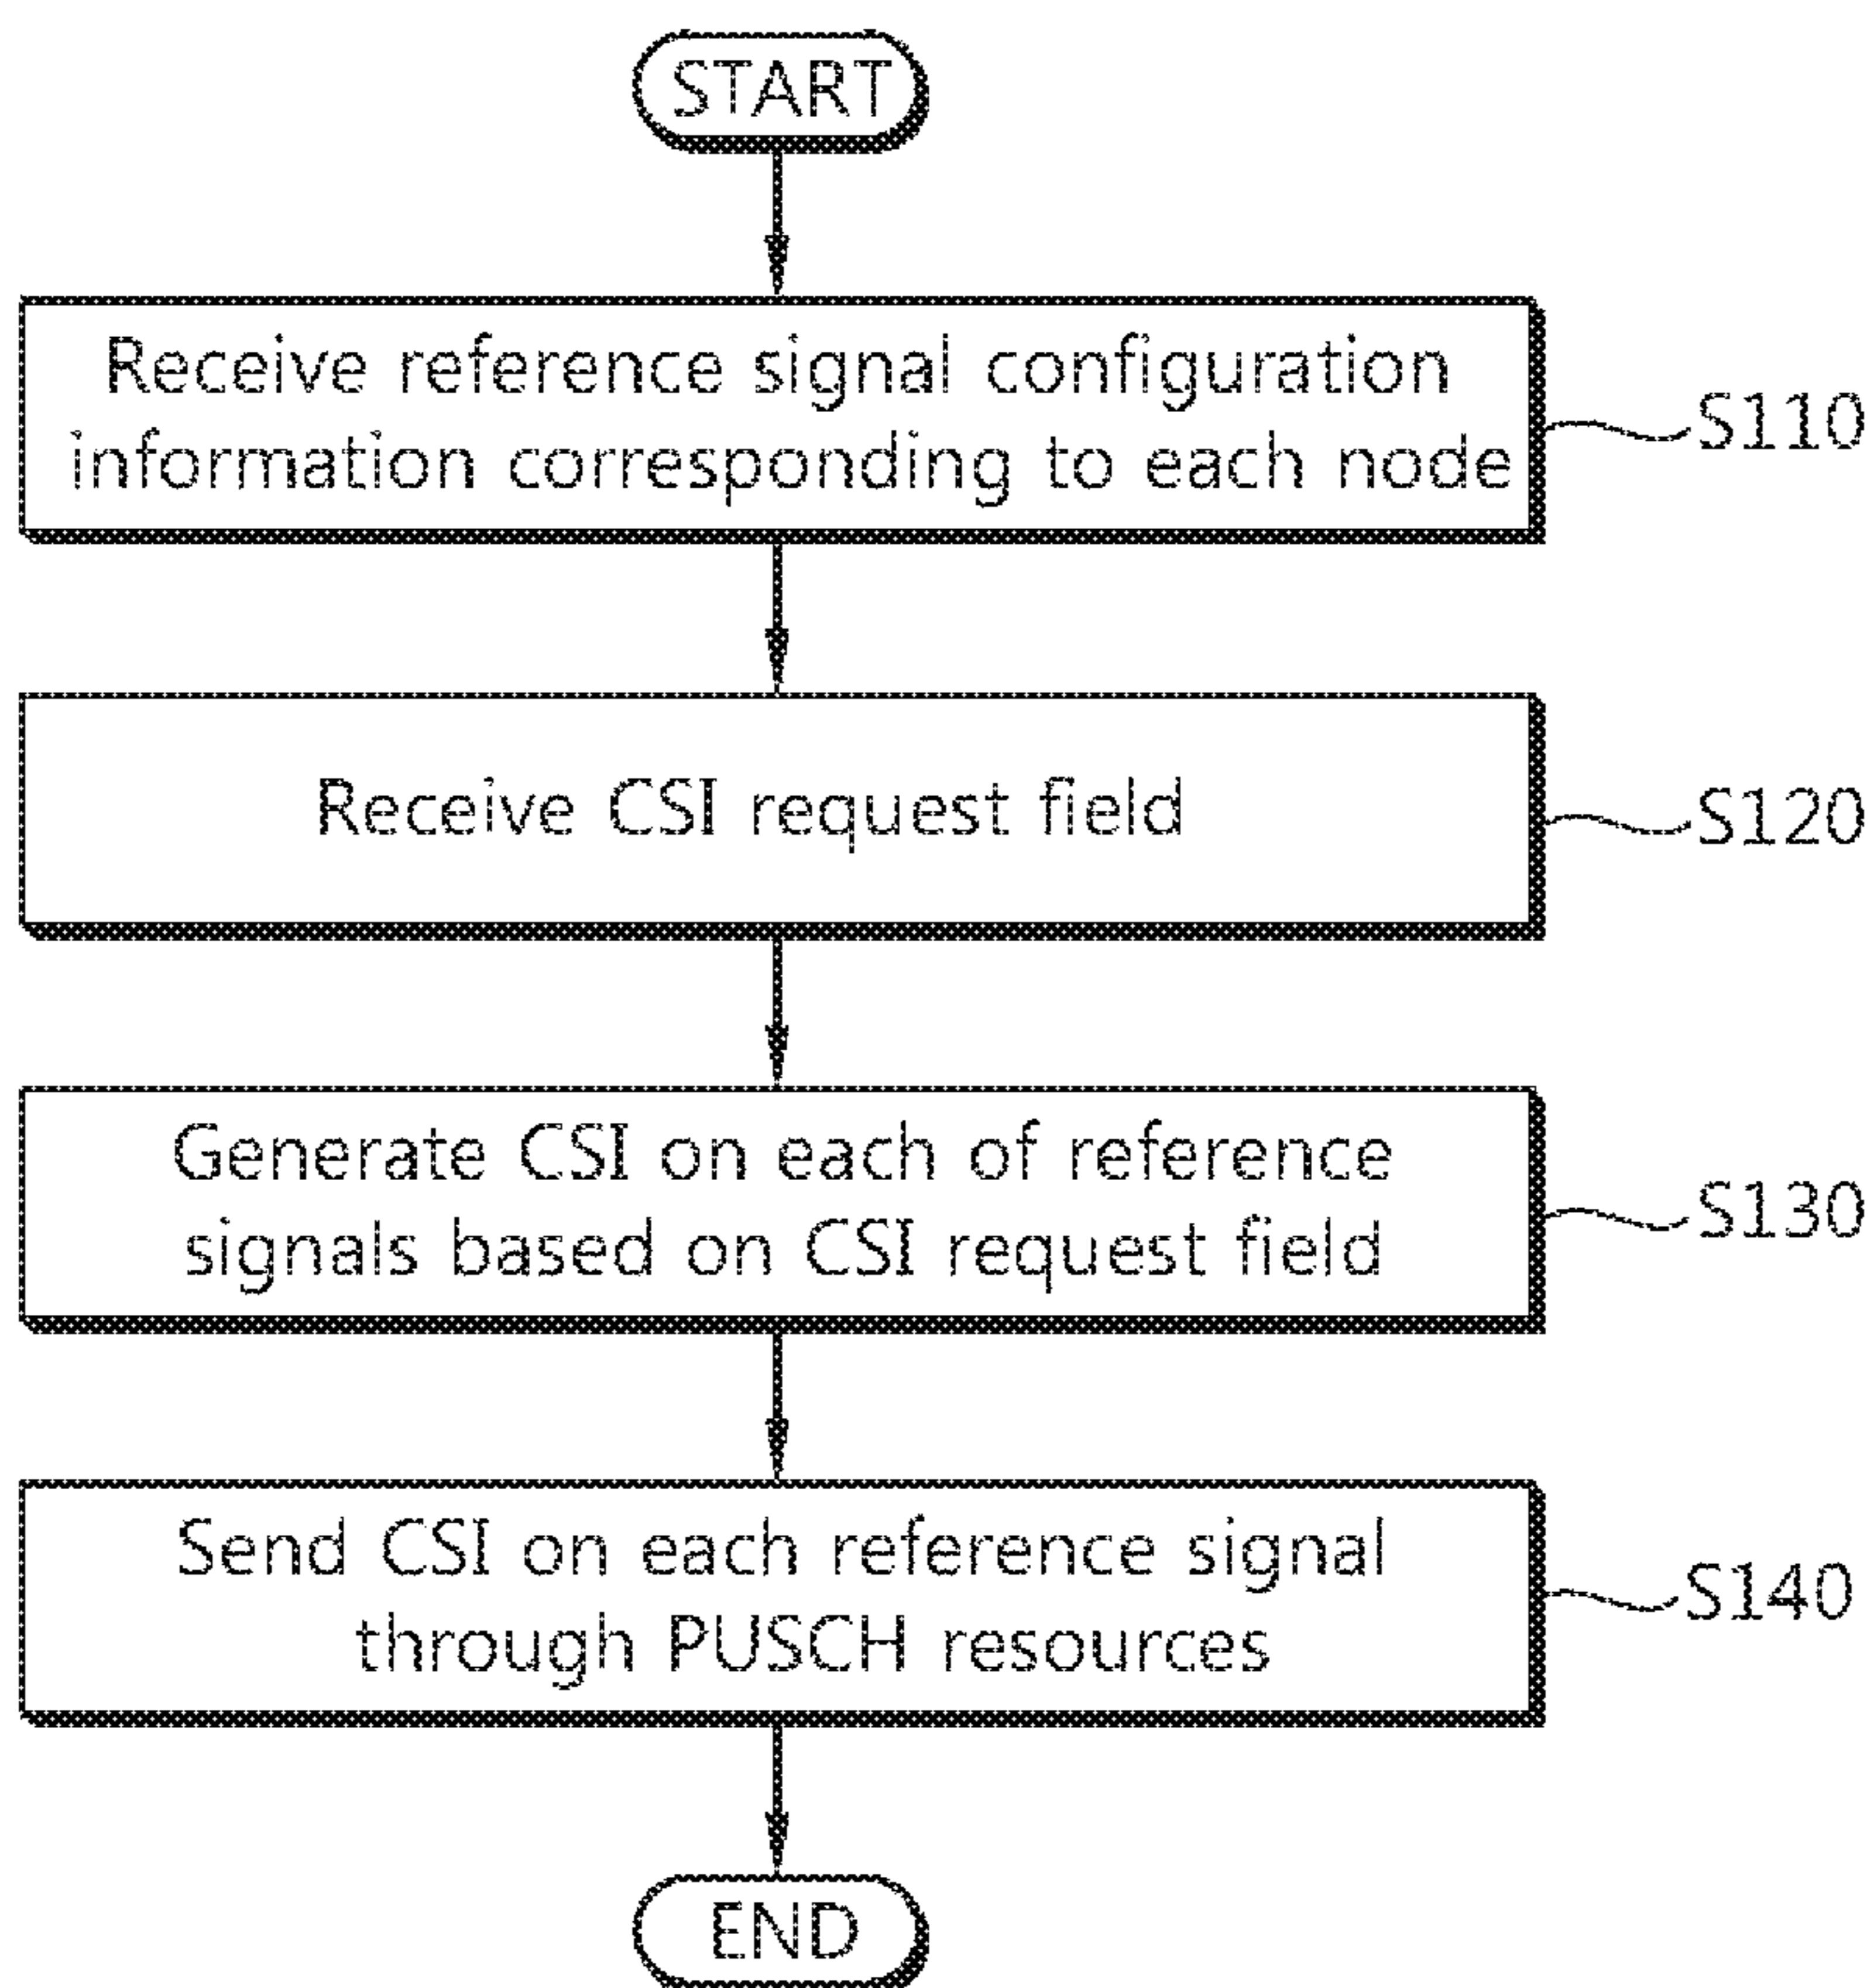 START
Receive reference signal configuration
information corresponding to each node
S110
Receive CSI request field
S120
Generate CSI on each of reference
signals based on CSI request field
S130
Send CSI on each reference signal
through PUSCH resources
S140
END